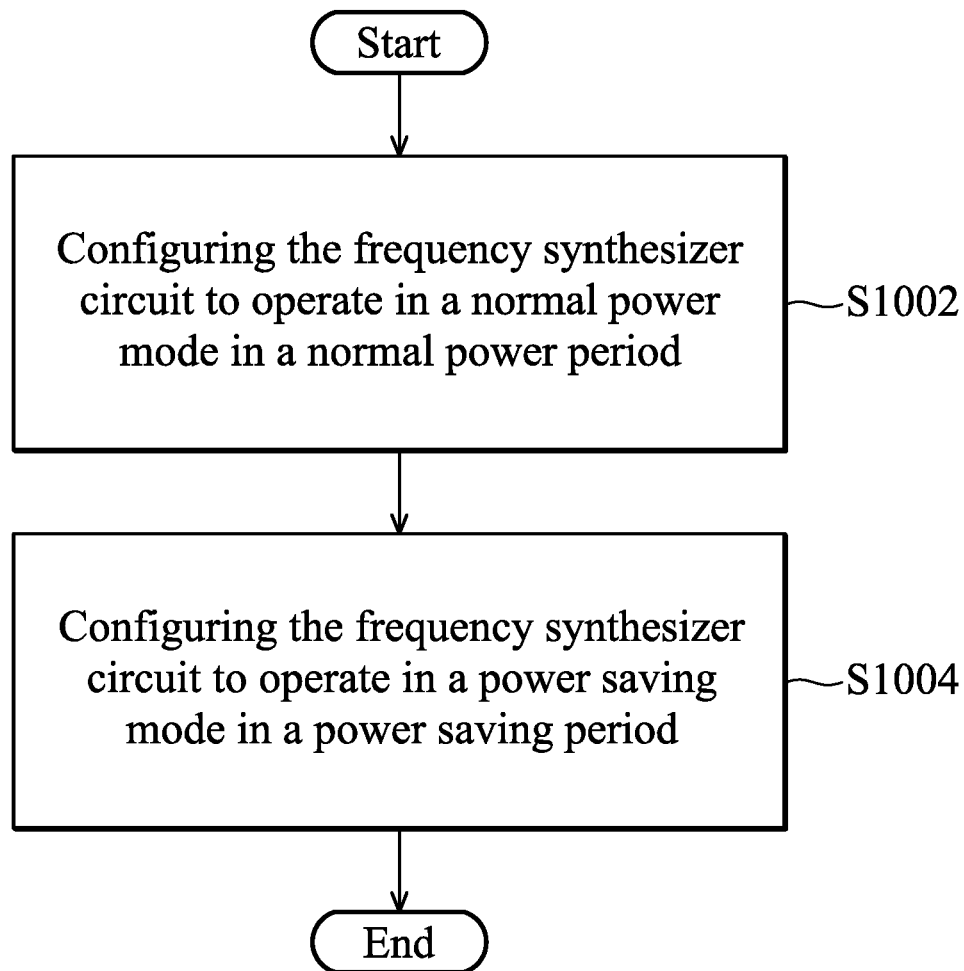 Start
Configuring the frequency synthesizer
circuit to operate in a normal power
mode in a normal power period
S1002
Configuring the frequency synthesizer
circuit to operate in a power saving
mode in a power saving period
S1004
End